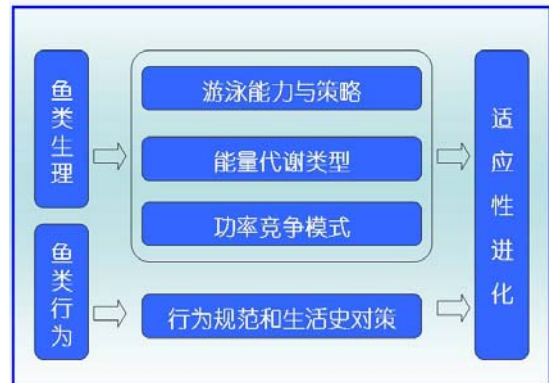 鱼类生理
游泳能力与策略
能量代谢类型
功率竞争模式
鱼类行为
行为规范和生活史对策
适应性进化